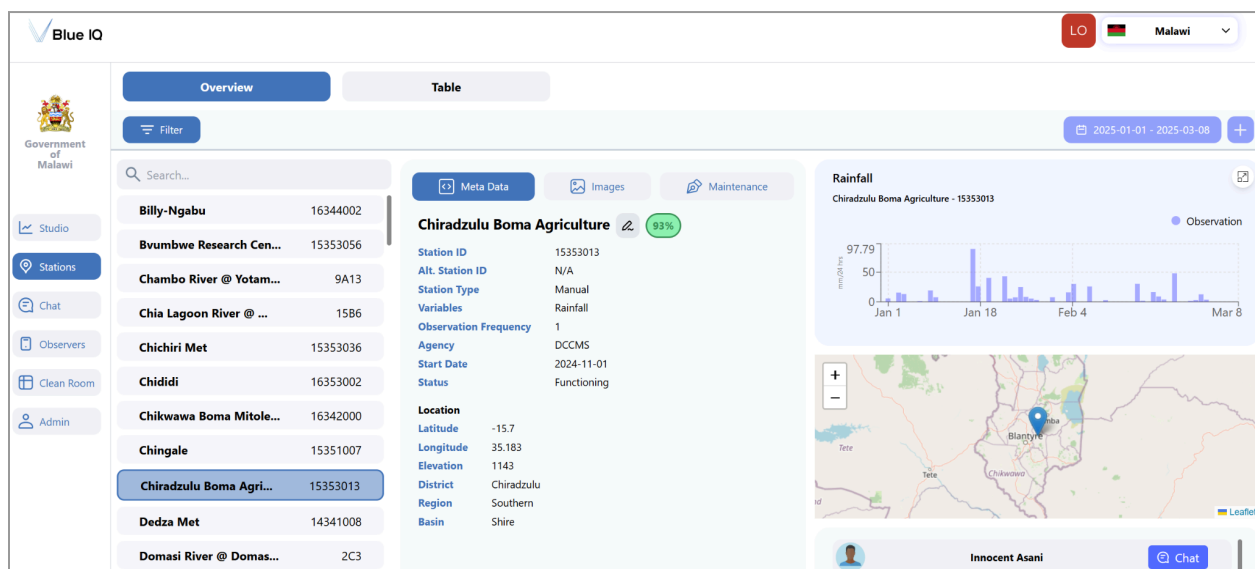 Blue IQ
LO
Malawi
Government
of
Malawi
Overview
Table
Filter
2025-01-01 - 2025-03-08
Studio
Stations
Chat
Observers
Clean Room
Admin
Search...
Billy-Ngabu 16344002
Bvumbwe Research Cen... 15353056
Chambo River @ Yotam... 9A13
Chia Lagoon River @ ... 15B6
Chichiri Met 15353036
Chididi 16353002
Chikwawa Boma Mitole... 16342000
Chingale 15351007
Chiradzulu Boma Agri... 15353013
Dedza Met 14341008
Domasi River @ Domas... 2C3
Meta Data
Images
Maintenance
Chiradzulu Boma Agriculture 93%
Station ID 15353013
Alt. Station ID N/A
Station Type Manual
Variables Rainfall
Observation Frequency 1
Agency DCCMS
Start Date 2024-11-01
Status Functioning
Location
Latitude -15.7
Longitude 35.183
Elevation 1143
District Chiradzulu
Region Southern
Basin Shire
Rainfall
Chiradzulu Boma Agriculture - 15353013
Observation
97.79
50
0
mm/24 hrs
Jan 1 Jan 18 Feb 4 Mar 8
+
−
Blantyre
Tete
Tete
Chikwawa
Leaflet
Innocent Asani
Chat